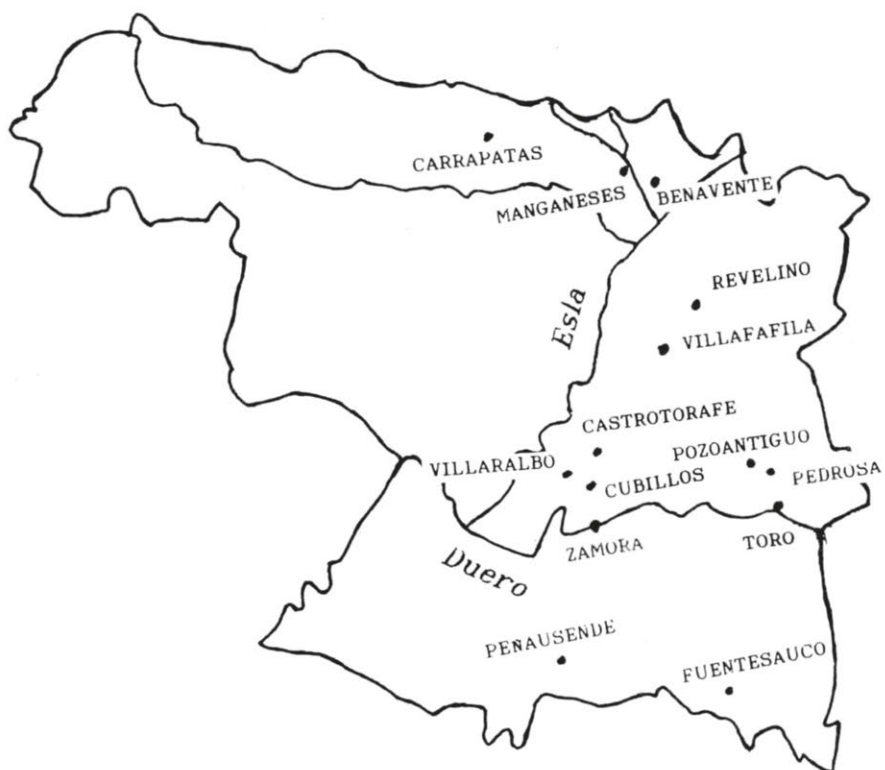 CARRAPATAS
MANGANESES
BENAVENTE
REVELINO
Esla
VILLAFAFILA
CASTROTORAFE
VILLARALBO
POZOANTIGUO
CUBILLOS
PEDROSA
ZAMORA
TORO
Duero
PEÑAUSENDE
FUENTESAUCO